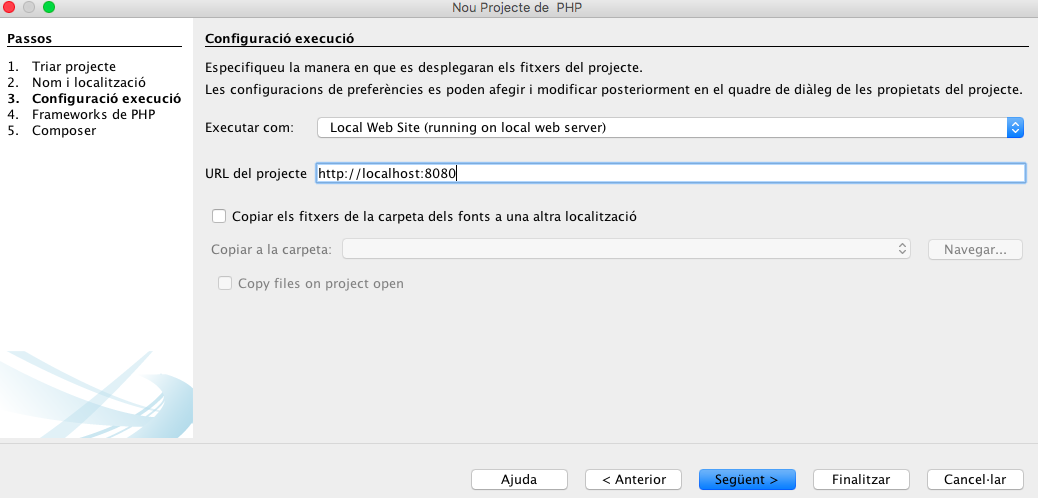 Nou Projecte de  PHP
Passos
1. Triar projecte
2. Nom i localització
3. Configuració execució
4. Frameworks de PHP
5. Composer
Configuració execució
Especifiqueu la manera en que es desplegaran els fitxers del projecte.
Les configuracions de preferències es poden afegir i modificar posteriorment en el quadre de diàleg de les propietats del projecte.
Executar com: Local Web Site (running on local web server)
URL del projecte http://localhost:8080
Copiar els fitxers de la carpeta dels fonts a una altra localització
Copiar a la carpeta: Navegar...
Copy files on project open
Ajuda < Anterior Següent > Finalitzar Cancel·lar